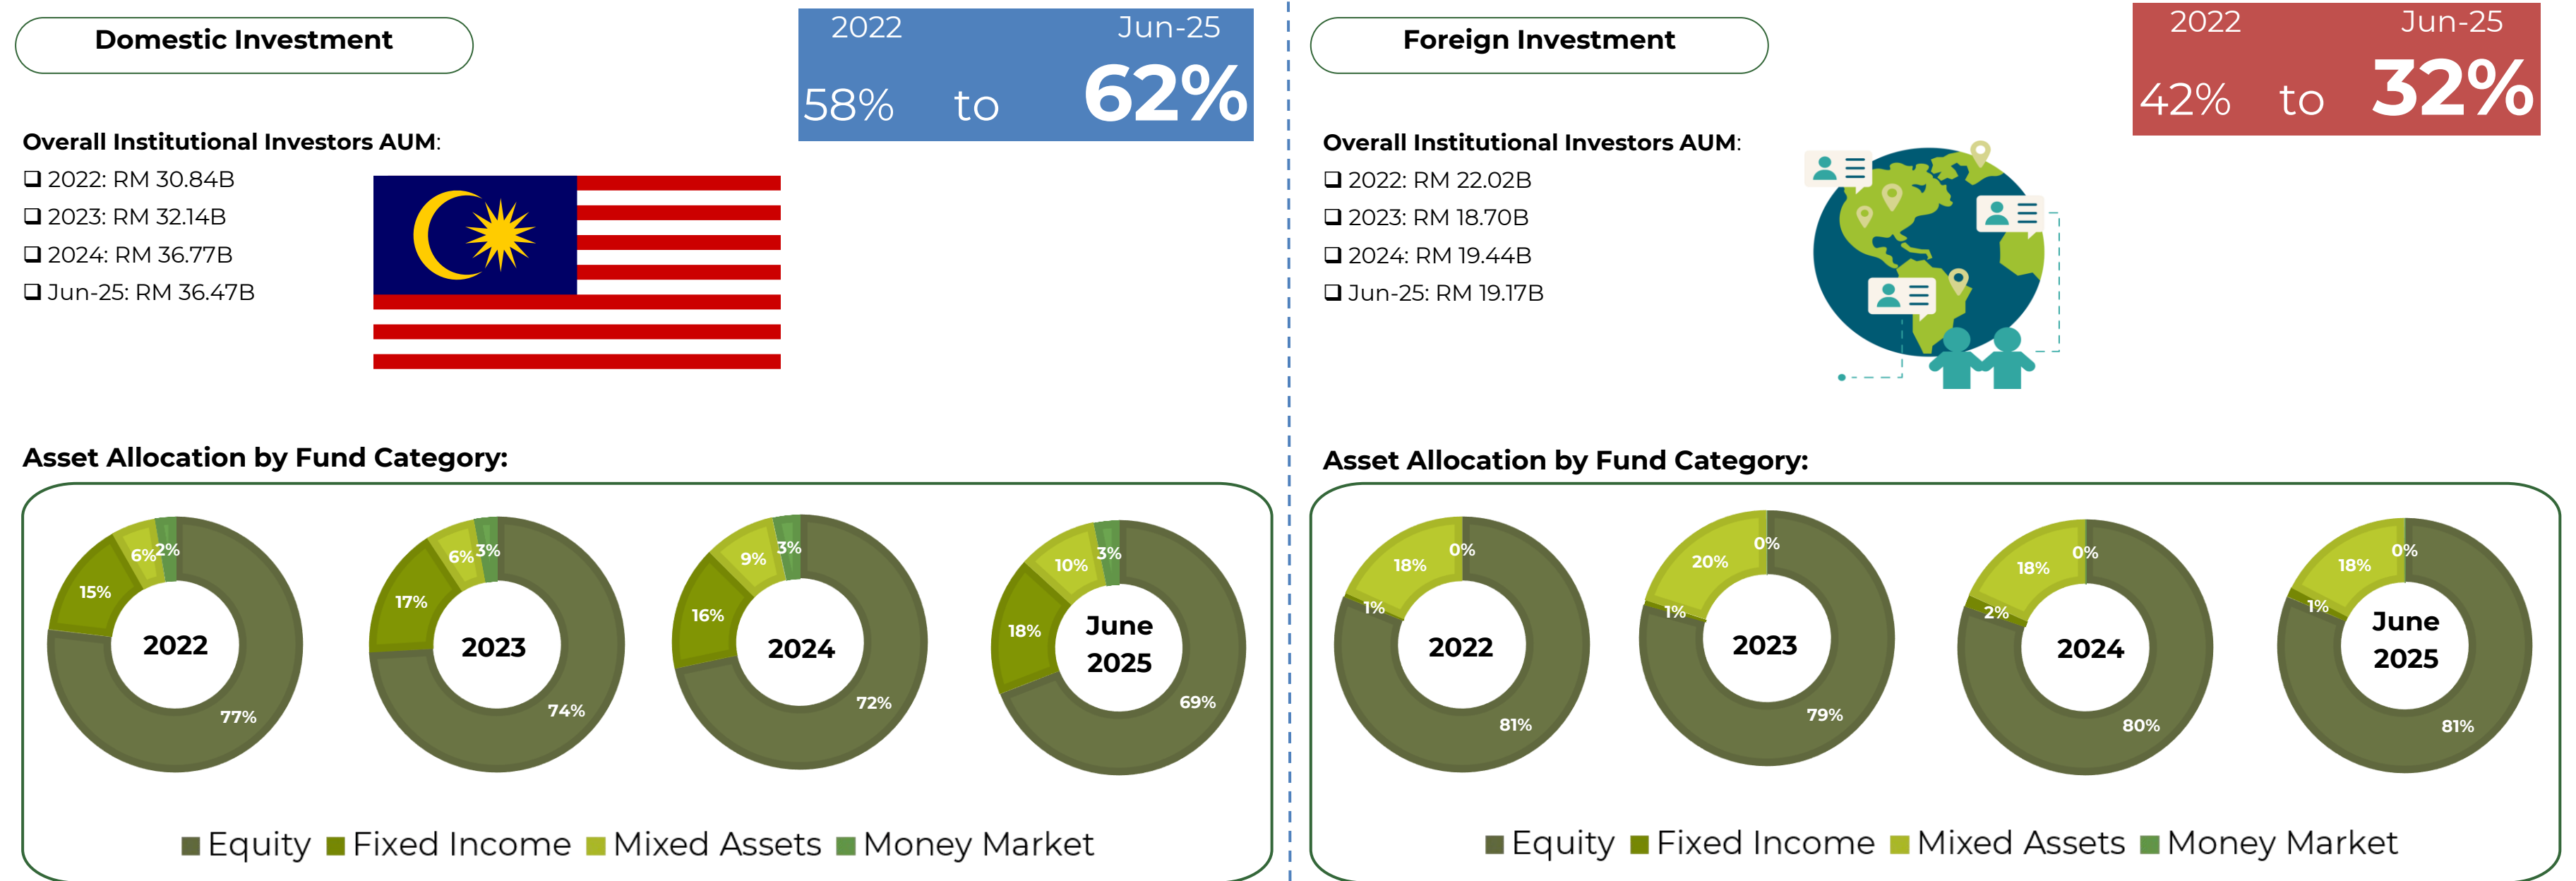 Domestic Investment
2022 Jun-25
58% to 62%
Overall Institutional Investors AUM:
❑ 2022: RM 30.84B
❑ 2023: RM 32.14B
❑ 2024: RM 36.77B
❑ Jun-25: RM 36.47B
Asset Allocation by Fund Category:
77%
15%
6%
2%
2022
74%
17%
6%
3%
2023
72%
16%
9%
3%
2024
69%
18%
10%
3%
June
2025
Equity Fixed Income Mixed Assets Money Market
Foreign Investment
2022 Jun-25
42% to 32%
Overall Institutional Investors AUM:
❑ 2022: RM 22.02B
❑ 2023: RM 18.70B
❑ 2024: RM 19.44B
❑ Jun-25: RM 19.17B
Asset Allocation by Fund Category:
81%
1%
18%
0%
2022
79%
1%
20%
0%
2023
80%
2%
18%
0%
2024
81%
1%
18%
0%
June
2025
Equity Fixed Income Mixed Assets Money Market